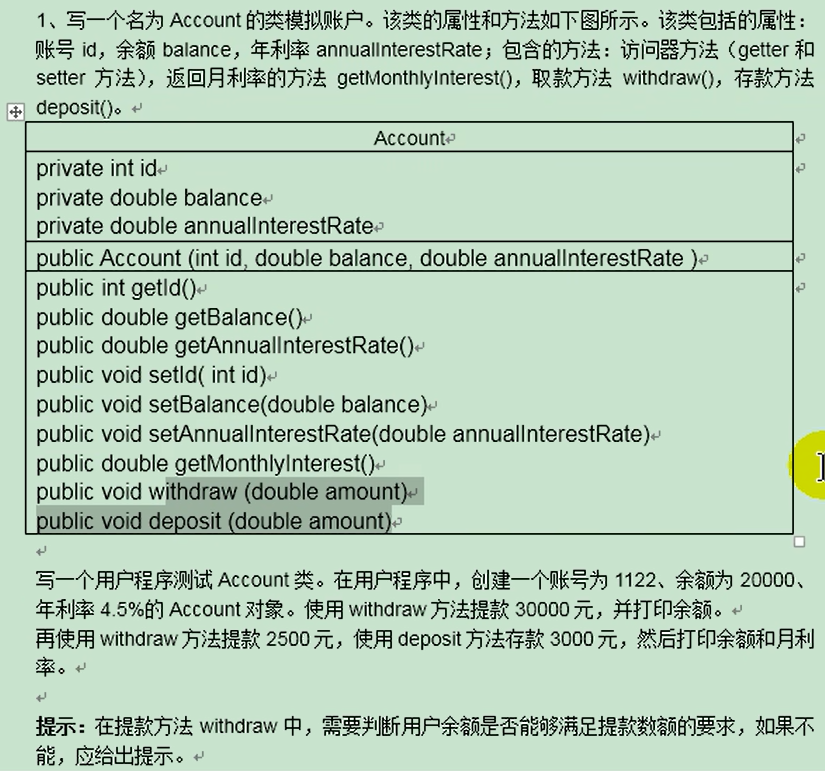 1、写一个名为 Account 的类模拟账户。该类的属性和方法如下图所示。该类包括的属性：
账号 id，余额 balance，年利率 annualInterestRate；包含的方法：访问器方法（getter 和
setter 方法），返回月利率的方法 getMonthlyInterest()，取款方法 withdraw()，存款方法
deposit()。
Account
private int id
private double balance
private double annualInterestRate
public Account (int id, double balance, double annualInterestRate )
public int getId()
public double getBalance()
public double getAnnualInterestRate()
public void setId( int id)
public void setBalance(double balance)
public void setAnnualInterestRate(double annualInterestRate)
public double getMonthlyInterest()
public void withdraw (double amount)
public void deposit (double amount)
写一个用户程序测试 Account 类。在用户程序中，创建一个账号为 1122、余额为 20000、
年利率 4.5%的 Account 对象。使用 withdraw 方法提款 30000 元，并打印余额。
再使用 withdraw 方法提款 2500 元，使用 deposit 方法存款 3000 元，然后打印余额和月利
率。
提示：在提款方法 withdraw 中，需要判断用户余额是否能够满足提款数额的要求，如果不
能，应给出提示。